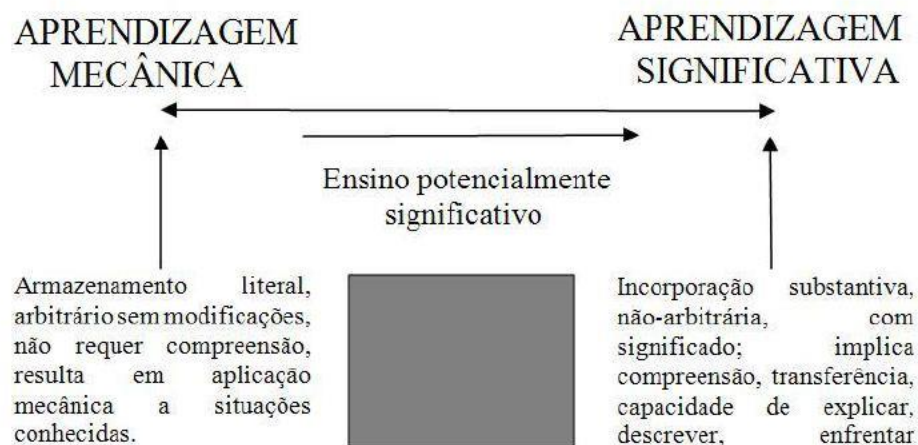 APRENDIZAGEM
MECÂNICA
APRENDIZAGEM
SIGNIFICATIVA
Ensino potencialmente
significativo
Armazenamento literal,
arbitrário sem modificações,
não requer compreensão,
resulta em aplicação
mecânica a situações
conhecidas.
Incorporação substantiva,
não-arbitrária, com
significado; implica
compreensão, transferência,
capacidade de explicar,
descrever, enfrentar